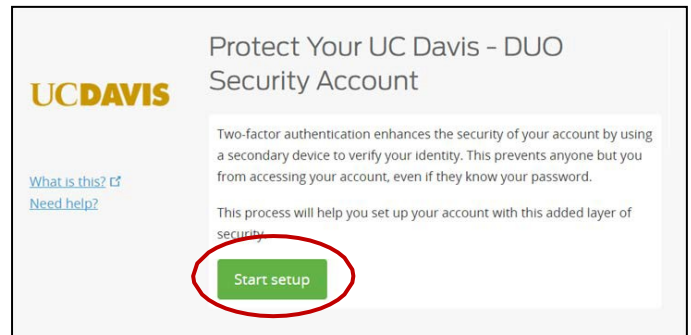 Protect Your UC Davis - DUO
Security Account
UCDAVIS
Two-factor authentication enhances the security of your account by using
a secondary device to verify your identity. This prevents anyone but you
from accessing your account, even if they know your password.
What is this?
Need help?
This process will help you set up your account with this added layer of
security.
Start setup